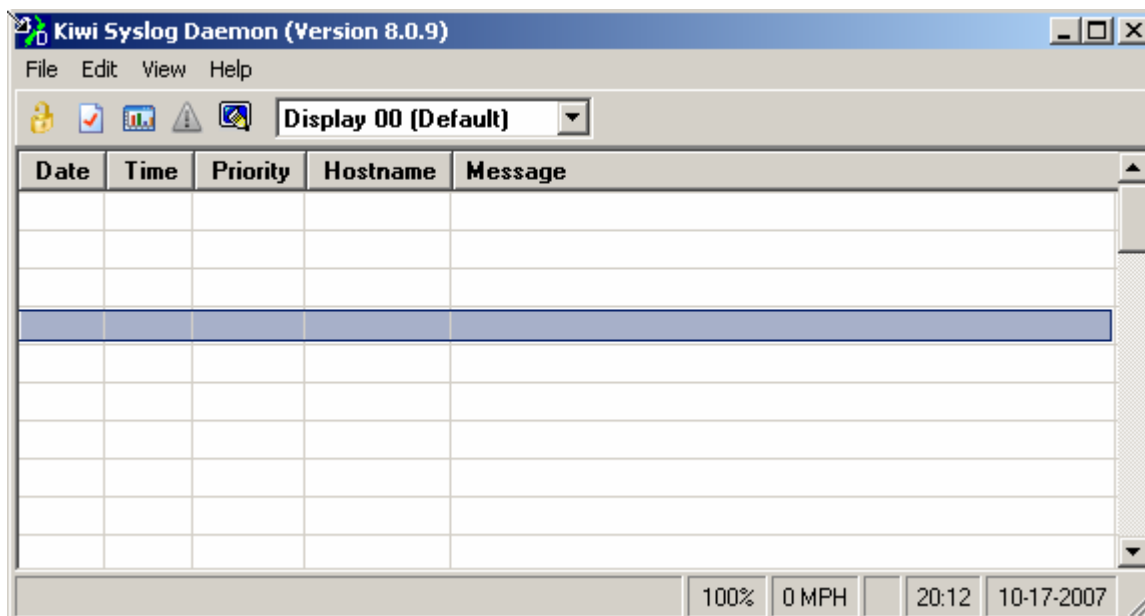 Kiwi Syslog Daemon (Version 8.0.9)
File Edit View Help
Display 00 (Default)
Date Time Priority Hostname Message
100% 0 MPH 20:12 10-17-2007